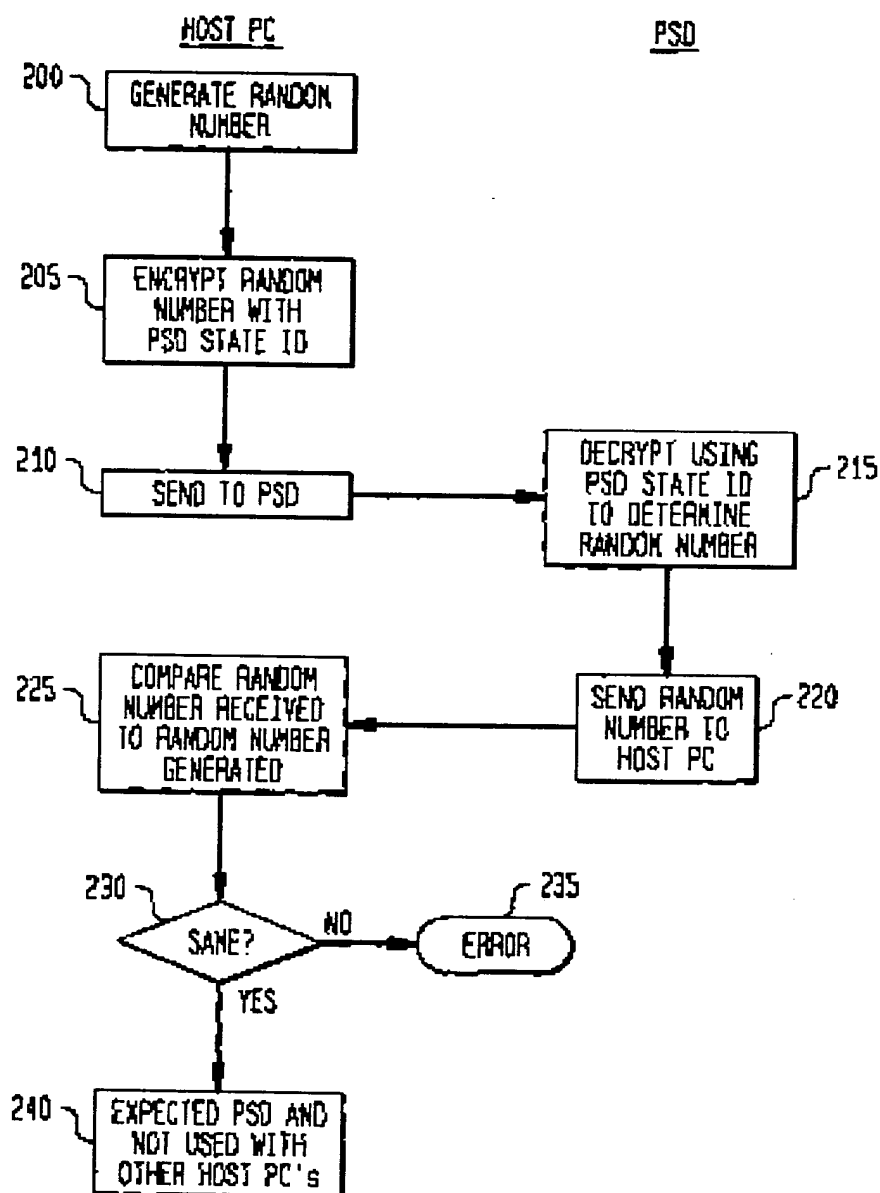 HOST PC
PSD
200
GENERATE RANDOM
NUMBER
205
ENCRYPT RANDOM
NUMBER WITH
PSD STATE ID
210
SEND TO PSD
DECRYPT USING
PSD STATE ID
TO DETERMINE
RANDOM NUMBER
215
225
COMPARE RANDOM
NUMBER RECEIVED
TO RANDOM NUMBER
GENERATED
SEND RANDOM
NUMBER TO
HOST PC
220
230
SAME?
NO
235
ERROR
YES
240
EXPECTED PSD AND
NOT USED WITH
OTHER HOST PC's